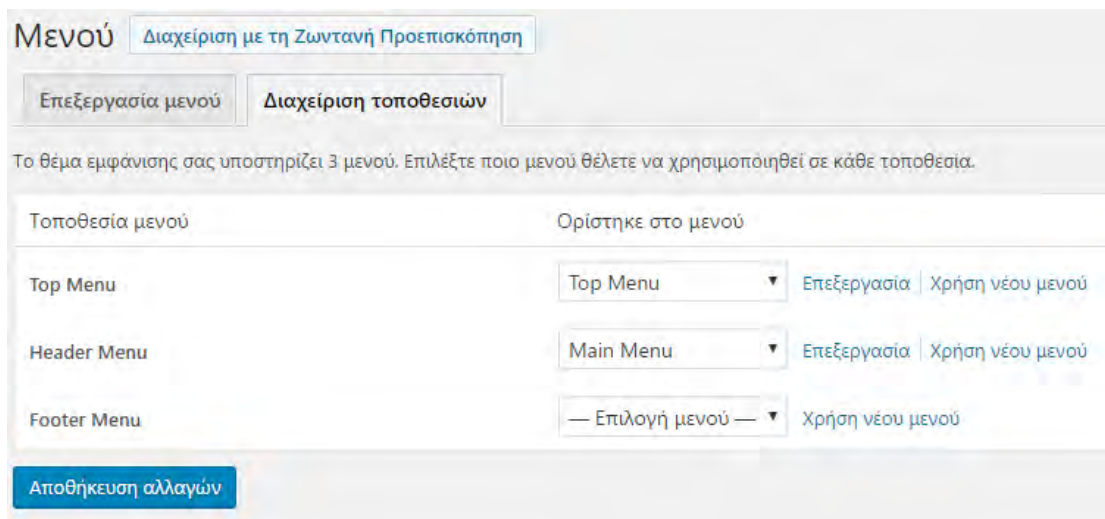 Μενού Διαχείριση με τη Ζωντανή Προεπισκόπηση
Επεξεργασία μενού Διαχείριση τοποθεσιών
Το θέμα εμφάνισης σας υποστηρίζει 3 μενού. Επιλέξτε ποιο μενού θέλετε να χρησιμοποιηθεί σε κάθε τοποθεσία.
Τοποθεσία μενού Ορίστηκε στο μενού
Top Menu Top Menu Επεξεργασία Χρήση νέου μενού
Header Menu Main Menu Επεξεργασία Χρήση νέου μενού
Footer Menu — Επιλογή μενού — Χρήση νέου μενού
Αποθήκευση αλλαγών